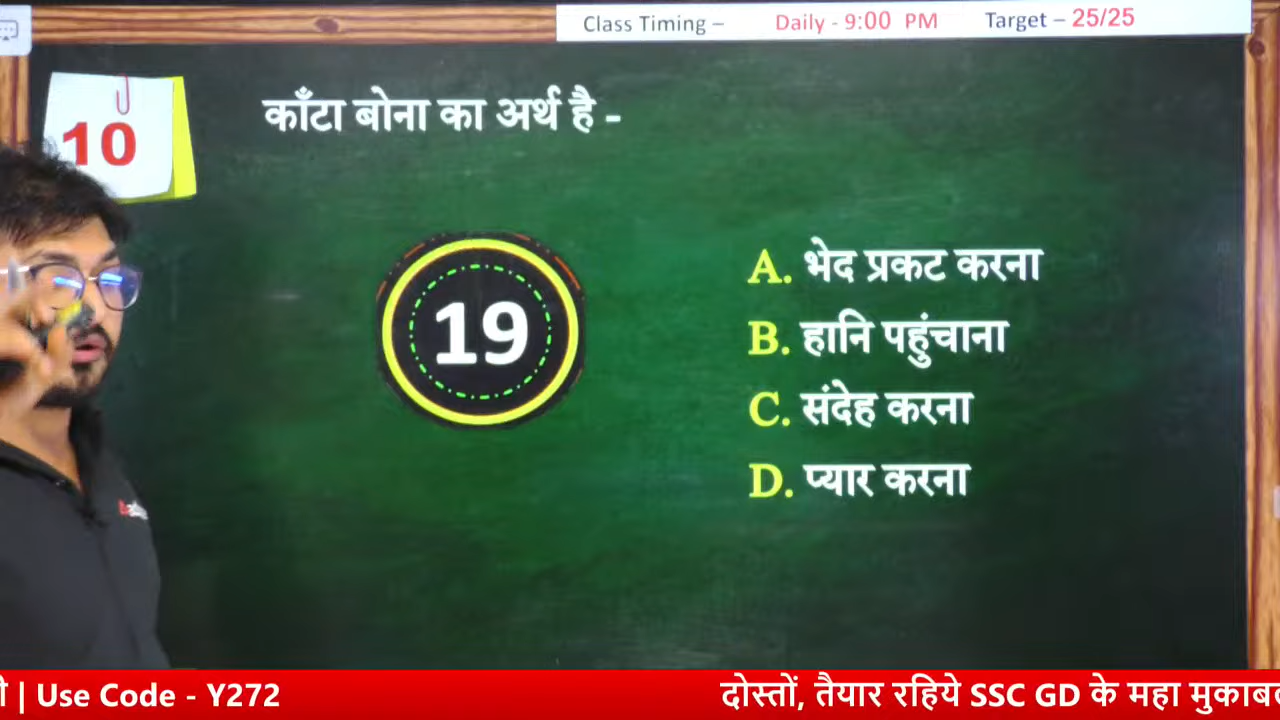 Class Timing – Daily - 9:00 PM Target – 25/25
10
काँटा बोना का अर्थ है -
19
A. भेद प्रकट करना
B. हानि पहुंचाना
C. संदेह करना
D. प्यार करना
| Use Code - Y272
दोस्तों, तैयार रहिये SSC GD के महा